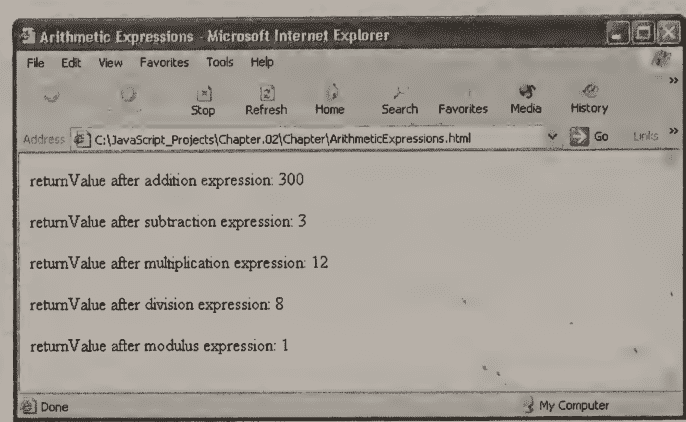 Arithmetic Expressions - Microsoft Internet Explorer
File Edit View Favorites Tools Help
Stop Refresh Home Search Favorites Media History »
Address C:\JavaScript_Projects\Chapter.02\Chapter\ArithmeticExpressions.html Go Links »
returnValue after addition expression: 300
returnValue after subtraction expression: 3
returnValue after multiplication expression: 12
returnValue after division expression: 8
returnValue after modulus expression: 1
Done My Computer